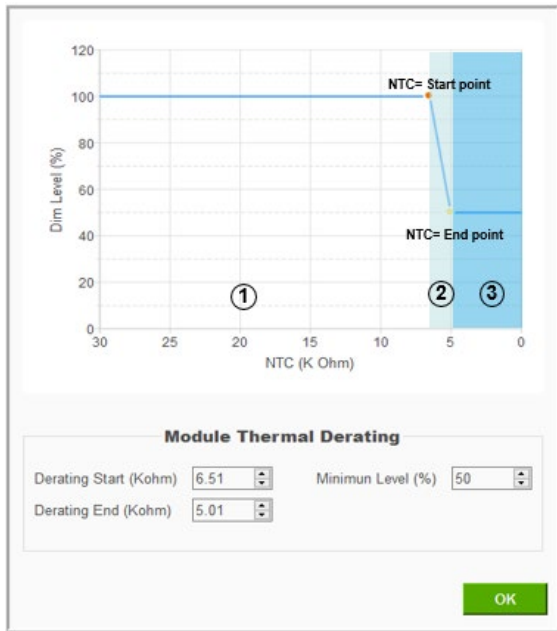 120
NTC= Start point
100
80
60
NTC= End point
40
20
0
Dim Level (%)
① ② ③
30 25 20 15 10 5 0
NTC (K Ohm)
Module Thermal Derating
Derating Start (Kohm) 6.51 Minimun Level (%) 50
Derating End (Kohm) 5.01
OK